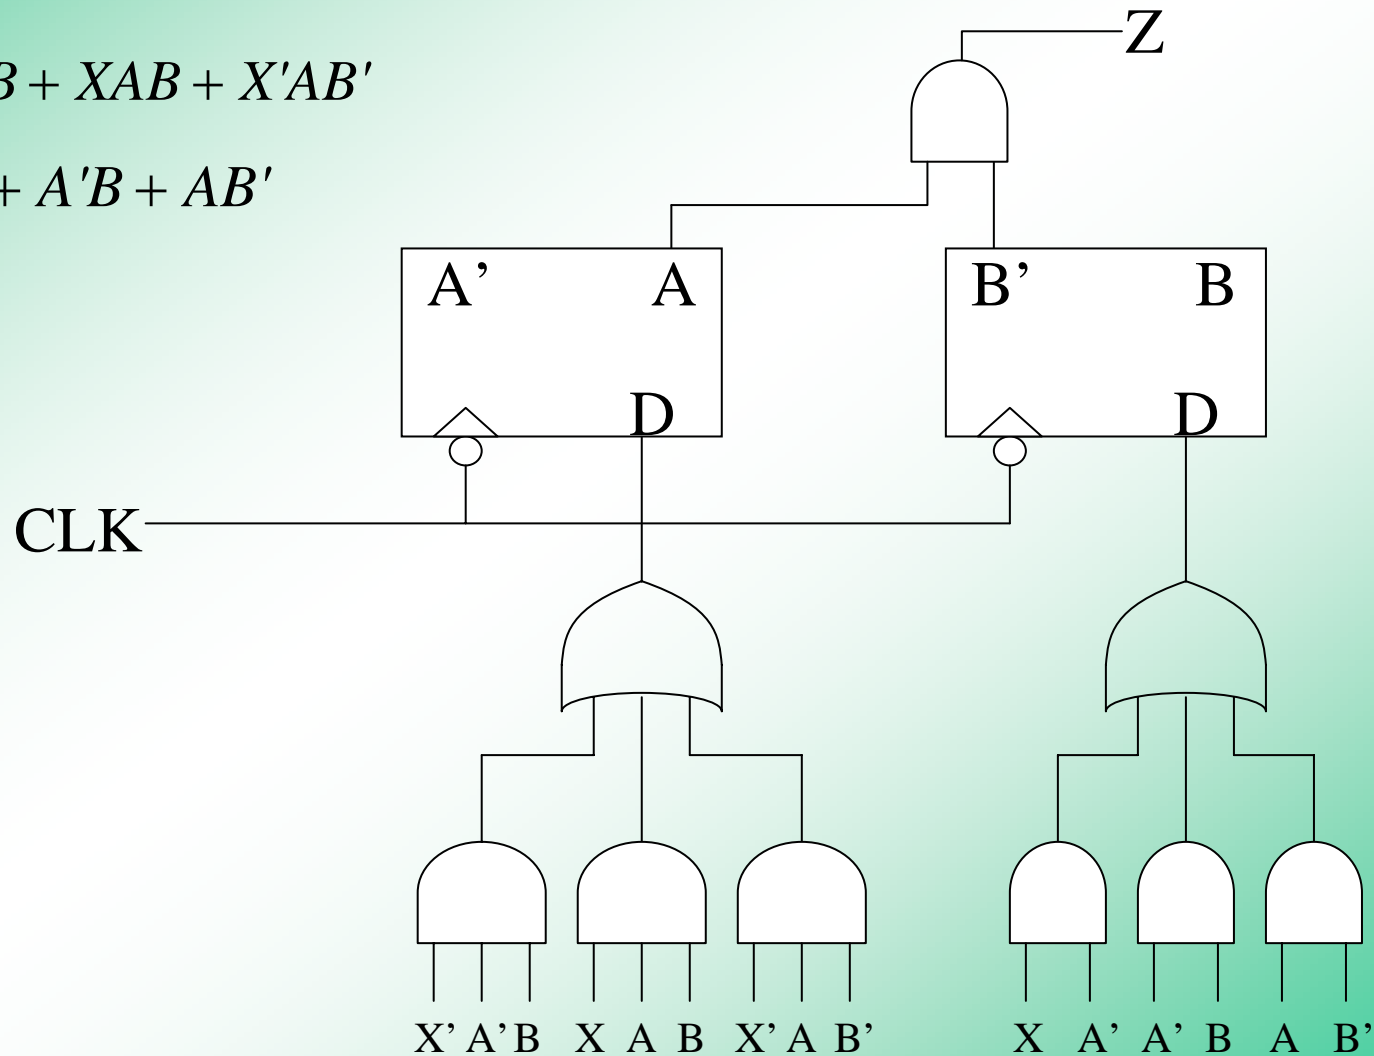 Z
B + XAB + X'AB'
+ A'B + AB'
A’ A B’ B
D D
CLK
X’ A’ B X A B X’ A B’ X A’ A’ B A B’